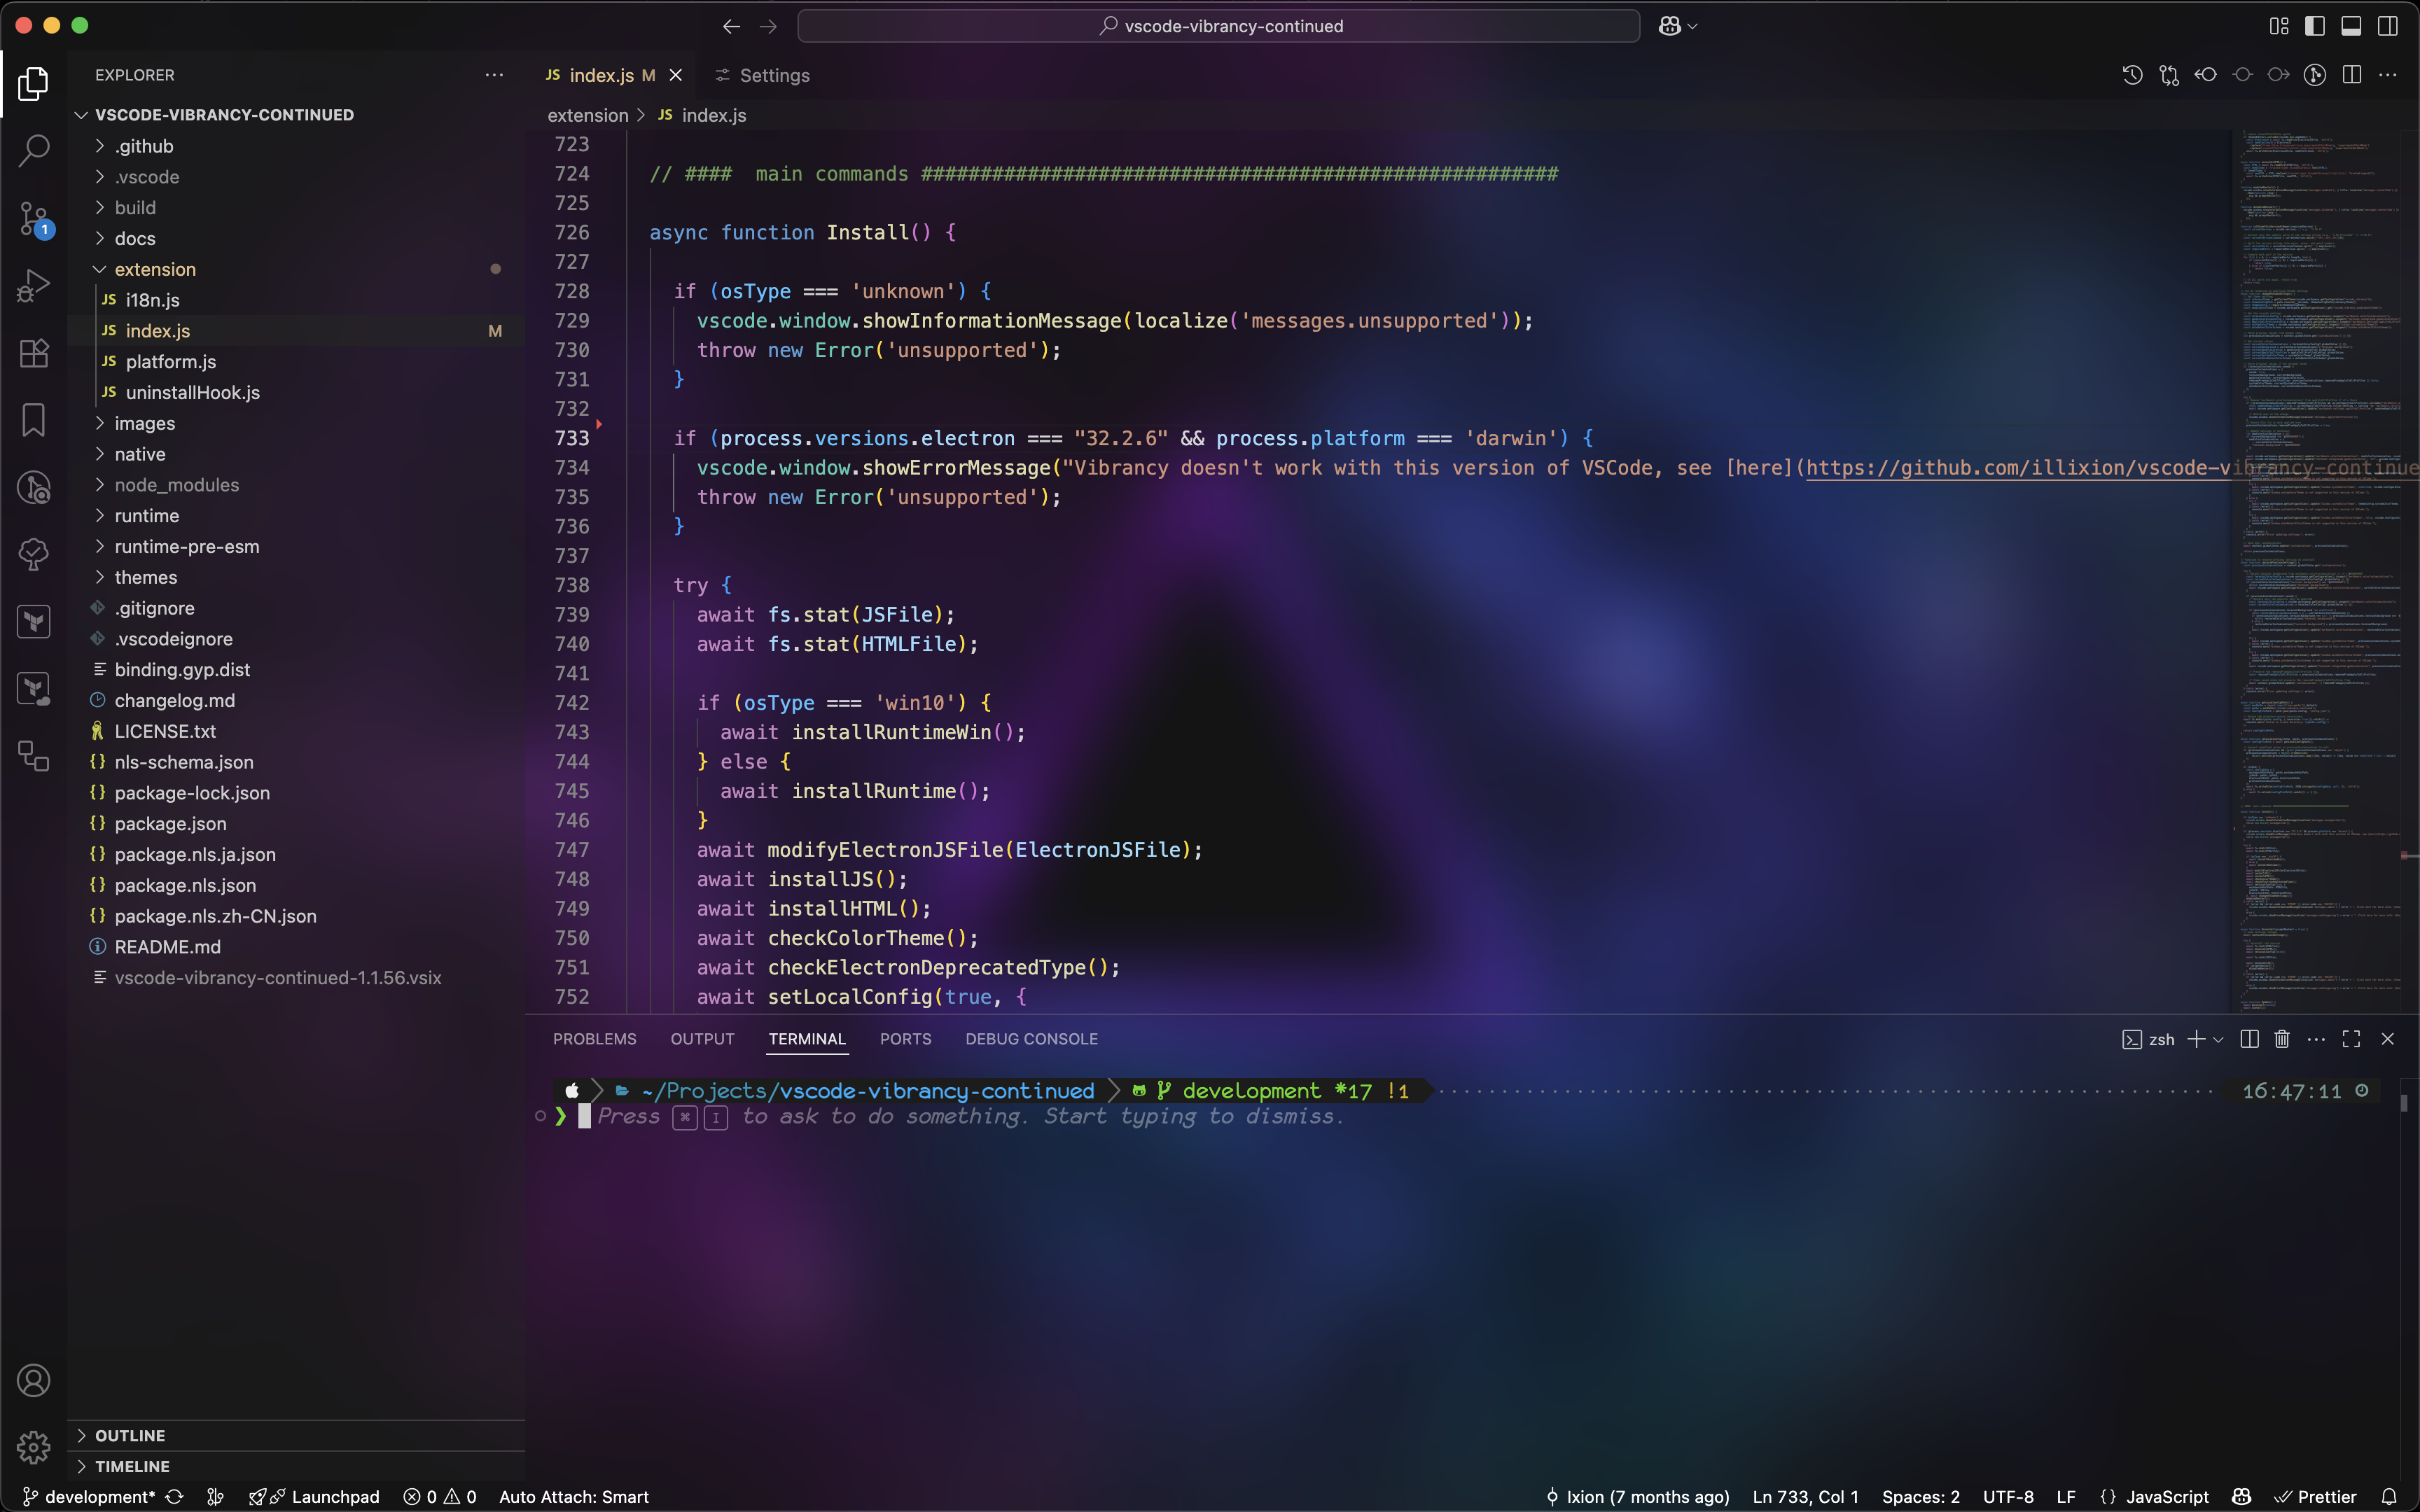 vscode-vibrancy-continued
EXPLORER
VSCODE-VIBRANCY-CONTINUED
.github
.vscode
build
docs
extension
JS i18n.js
JS index.js M
JS platform.js
JS uninstallHook.js
images
native
node_modules
runtime
runtime-pre-esm
themes
.gitignore
.vscodeignore
binding.gyp.dist
changelog.md
LICENSE.txt
{} nls-schema.json
{} package-lock.json
{} package.json
{} package.nls.ja.json
{} package.nls.json
{} package.nls.zh-CN.json
README.md
vscode-vibrancy-continued-1.1.56.vsix
OUTLINE
TIMELINE
1
JS index.js M
Settings
extension > JS index.js
723
724 // ####  main commands ######################################################
725
726 async function Install() {
727
728 if (osType === 'unknown') {
729 vscode.window.showInformationMessage(localize('messages.unsupported'));
730 throw new Error('unsupported');
731 }
732
733 if (process.versions.electron === "32.2.6" && process.platform === 'darwin') {
734 vscode.window.showErrorMessage("Vibrancy doesn't work with this version of VSCode, see [here](https://github.com/illixion/vscode-vibrancy-continue
735 throw new Error('unsupported');
736 }
737
738 try {
739 await fs.stat(JSFile);
740 await fs.stat(HTMLFile);
741
742 if (osType === 'win10') {
743 await installRuntimeWin();
744 } else {
745 await installRuntime();
746 }
747 await modifyElectronJSFile(ElectronJSFile);
748 await installJS();
749 await installHTML();
750 await checkColorTheme();
751 await checkElectronDeprecatedType();
752 await setLocalConfig(true, {
PROBLEMS OUTPUT TERMINAL PORTS DEBUG CONSOLE
zsh
~/Projects/vscode-vibrancy-continued development *17 !1 16:47:11
❯ Press ⌘ I to ask to do something. Start typing to dismiss.
development* Launchpad 0 0 Auto Attach: Smart
Ixion (7 months ago) Ln 733, Col 1 Spaces: 2 UTF-8 LF {} JavaScript Prettier